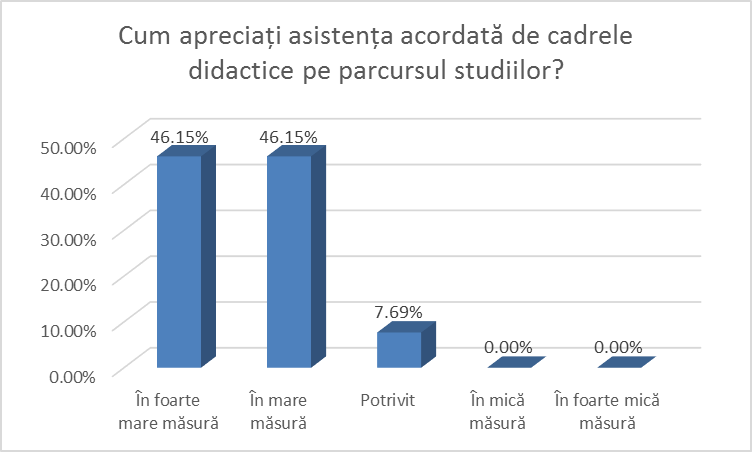 Cum apreciați asistența acordată de cadrele
didactice pe parcursul studiilor?
46.15%
46.15%
7.69%
0.00%
0.00%
50.00%
40.00%
30.00%
20.00%
10.00%
0.00%
În foarte
mare măsură
În mare
măsură
Potrivit
În mică
măsură
În foarte mică
măsură